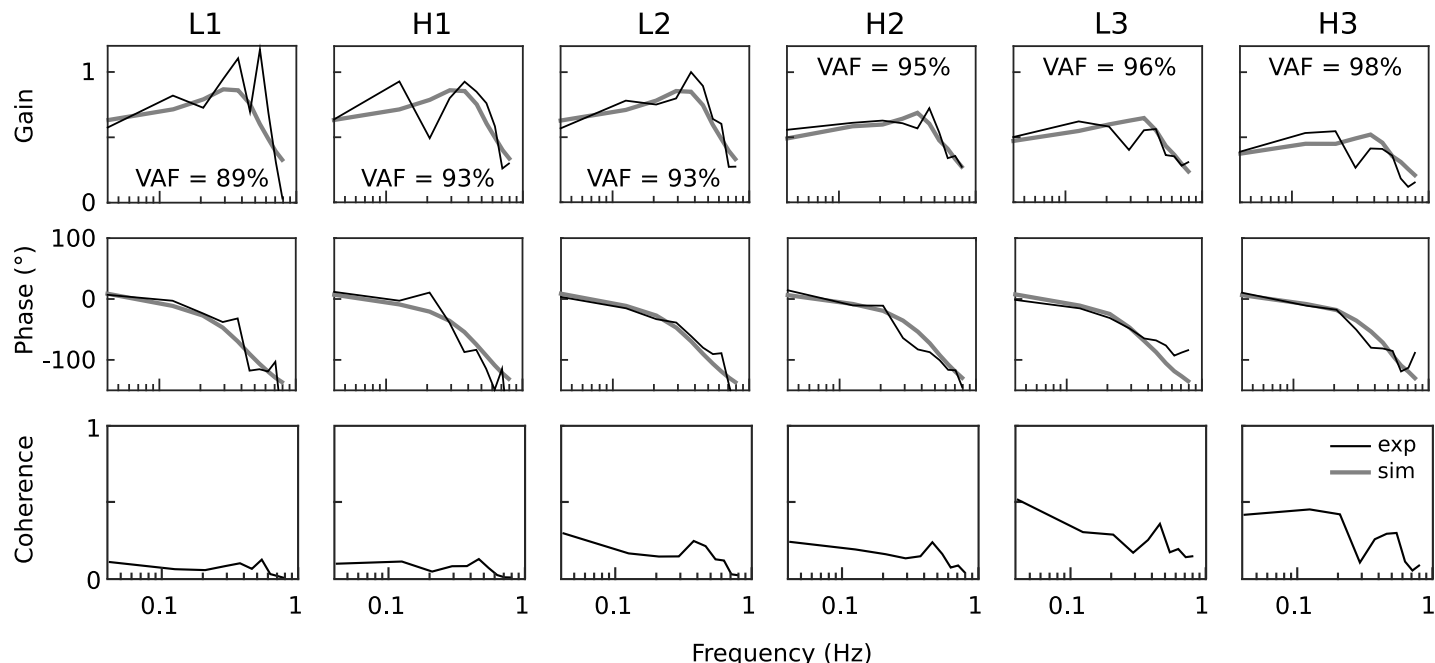 L1 H1 L2 H2 L3 H3
Gain
1
0
VAF = 89%
VAF = 93%
VAF = 93%
VAF = 95%
VAF = 96%
VAF = 98%
Phase (°)
100
0
-100
Coherence
1
0
exp
sim
0.1 1 0.1 1 0.1 1 0.1 1 0.1 1 0.1 1
Frequency (Hz)